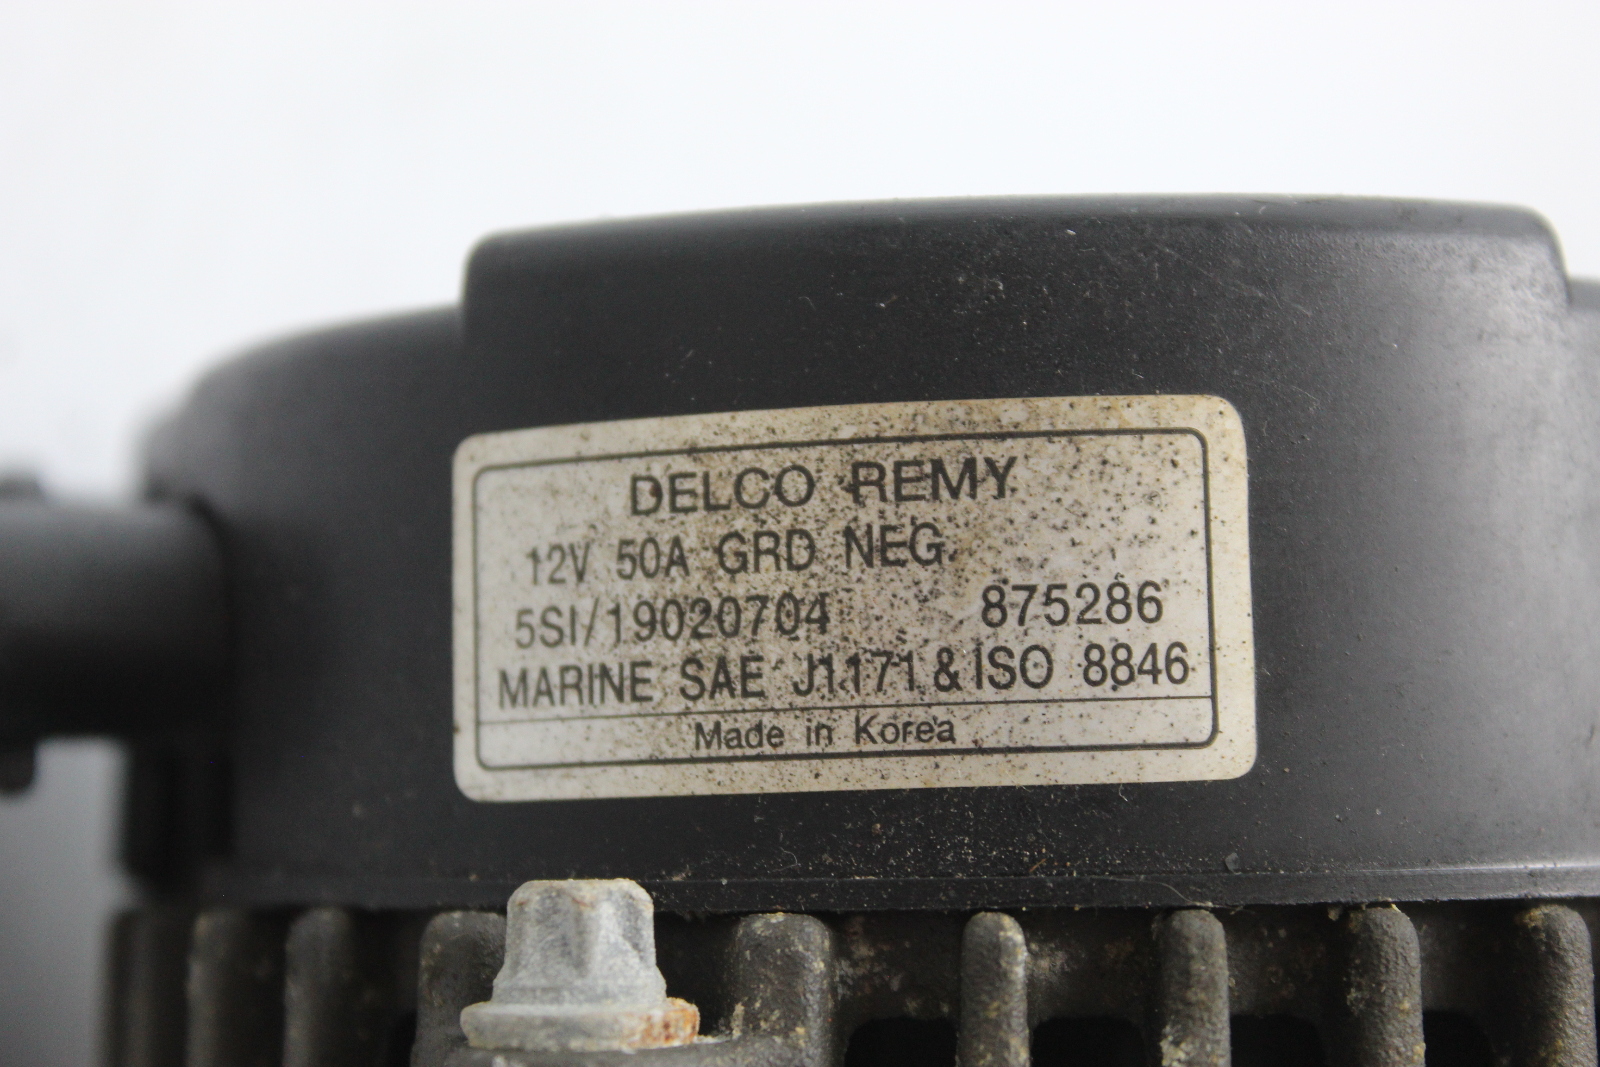 DELCO REMY
12V 50A GRD NEG.
5SI/19020704 875286
MARINE SAE J1171 & ISO 8846
Made in Korea